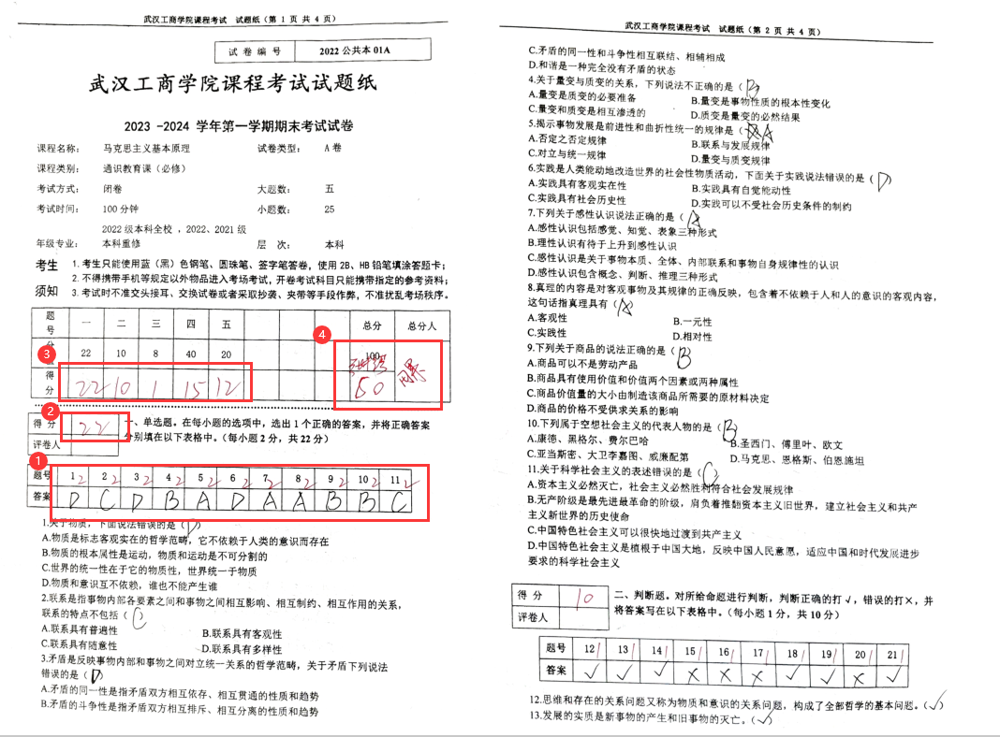 武汉工商学院课程考试 试题纸（第 1 页 共 4 页）
试 卷 编 号 2022 公共本 01A
武汉工商学院课程考试试题纸
2023 -2024 学年第一学期期末考试试卷
课程名称： 马克思主义基本原理 试卷类型： A 卷
课程类别： 通识教育课（必修）
考试方式： 闭卷 大题数： 五
考试时间： 100 分钟 小题数： 25
2022 级本科全校 ，2022、2021 级
年级专业： 本科重修 层 次： 本科
考生 1. 考生只能使用蓝（黑）色钢笔、圆珠笔、签字笔答卷，使用 2B、HB 铅笔填涂答题卡；
2. 不得携带手机等规定以外物品进入考场考试，开卷考试科目只能携带指定的参考资料；
须知 3. 考试时不准交头接耳、交换试卷或者采取抄袭、夹带等手段作弊，不准扰乱考场秩序。
题号 一 二 三 四 五 总分 总分人
4
3 分 22 10 8 40 20 100
得分 22 10 1 15 12 60
2
得 分 22 一、单选题。在每小题的选项中，选出 1 个正确的答案，并将正确答案
评卷人 分别填在以下表格中。（每小题 2 分，共 22 分）
1
题号 1 2 2 2 3 2 4 2 5 2 6 2 7 2 8 2 9 2 10 2 11 2
答案 D C D B A D A A B B C
1.关于物质，下面说法错误的是（D）
A.物质是标志客观实在的哲学范畴，它不依赖于人类的意识而存在
B.物质的根本属性是运动，物质和运动是不可分割的
C.世界的统一性在于它的物质性，世界统一于物质
D.物质和意识互不依赖，谁也不能产生谁
2.联系是指事物内部各要素之间和事物之间相互影响、相互制约、相互作用的关系，
联系的特点不包括（C）
A.联系具有普遍性 B.联系具有客观性
C.联系具有随意性 D.联系具有多样性
3.矛盾是反映事物内部和事物之间对立统一关系的哲学范畴，关于矛盾下列说法
错误的是（D）
A.矛盾的同一性是指矛盾双方相互依存、相互贯通的性质和趋势
B.矛盾的斗争性是指矛盾双方相互排斥、相互分离的性质和趋势
武汉工商学院课程考试 试题纸（第 2 页 共 4 页）
C.矛盾的同一性和斗争性相互联结、相辅相成
D.和谐是一种完全没有矛盾的状态
4.关于量变与质变的关系，下列说法不正确的是（B）
A.量变是质变的必要准备 B.量变是事物性质的根本性变化
C.量变和质变是相互渗透的 D.质变是量变的必然结果
5.揭示事物发展是前进性和曲折性统一的规律是（A）
A.否定之否定规律 B.联系与发展规律
C.对立与统一规律 D.量变与质变规律
6.实践是人类能动地改造世界的社会性物质活动，下面关于实践说法错误的是（D）
A.实践具有客观实在性 B.实践具有自觉能动性
C.实践具有社会历史性 D.实践可以不受社会历史条件的制约
7.下列关于感性认识说法正确的是（A）
A.感性认识包括感觉、知觉、表象三种形式
B.理性认识有待于上升到感性认识
C.感性认识是关于事物本质、全体、内部联系和事物自身规律性的认识
D.感性认识包含概念、判断、推理三种形式
8.真理的内容是对客观事物及其规律的正确反映，包含着不依赖于人和人的意识的客观内容，
这句话指真理具有（A）
A.客观性 B.一元性
C.实践性 D.相对性
9.下列关于商品的说法正确的是（B）
A.商品可以不是劳动产品
B.商品具有使用价值和价值两个因素或两种属性
C.商品价值量的大小由制造该商品所需要的原材料决定
D.商品的价格不受供求关系的影响
10.下列属于空想社会主义的代表人物的是（B）
A.康德、黑格尔、费尔巴哈 B.圣西门、傅里叶、欧文
C.亚当斯密、大卫李嘉图、威廉配第 D.马克思、恩格斯、伯恩施坦
11.关于科学社会主义的表述错误的是（C）
A.资本主义必然灭亡，社会主义必然胜利符合社会发展规律
B.无产阶级是最先进最革命的阶级，肩负着推翻资本主义旧世界，建立社会主义和共产
主义新世界的历史使命
C.中国特色社会主义可以很快地过渡到共产主义
D.中国特色社会主义是植根于中国大地，反映中国人民意愿，适应中国和时代发展进步
要求的科学社会主义
得 分 10 二、判断题。对所给命题进行判断，判断正确的打√，错误的打×，并
评卷人 将答案写在以下表格中。（每小题 1 分，共 10 分）
题号 12 1 13 1 14 1 15 1 16 1 17 1 18 1 19 1 20 1 21 1
答案 √ √ √ × × × √ √ × √
12.思维和存在的关系问题又称为物质和意识的关系问题，构成了全部哲学的基本问题。（√）
13.发展的实质是新事物的产生和旧事物的灭亡。（√）